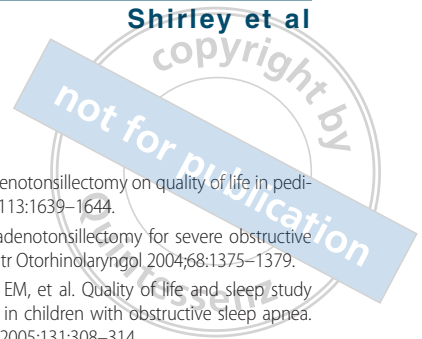 Shirley et al
copyright by
not for publication
Quintessenz
enotonsillectomy on quality of life in pedi-
113:1639–1644.
adenotonsillectomy for severe obstructive
tr Otorhinolaryngol 2004;68:1375–1379.
EM, et al. Quality of life and sleep study
in children with obstructive sleep apnea.
2005;131:308–314.